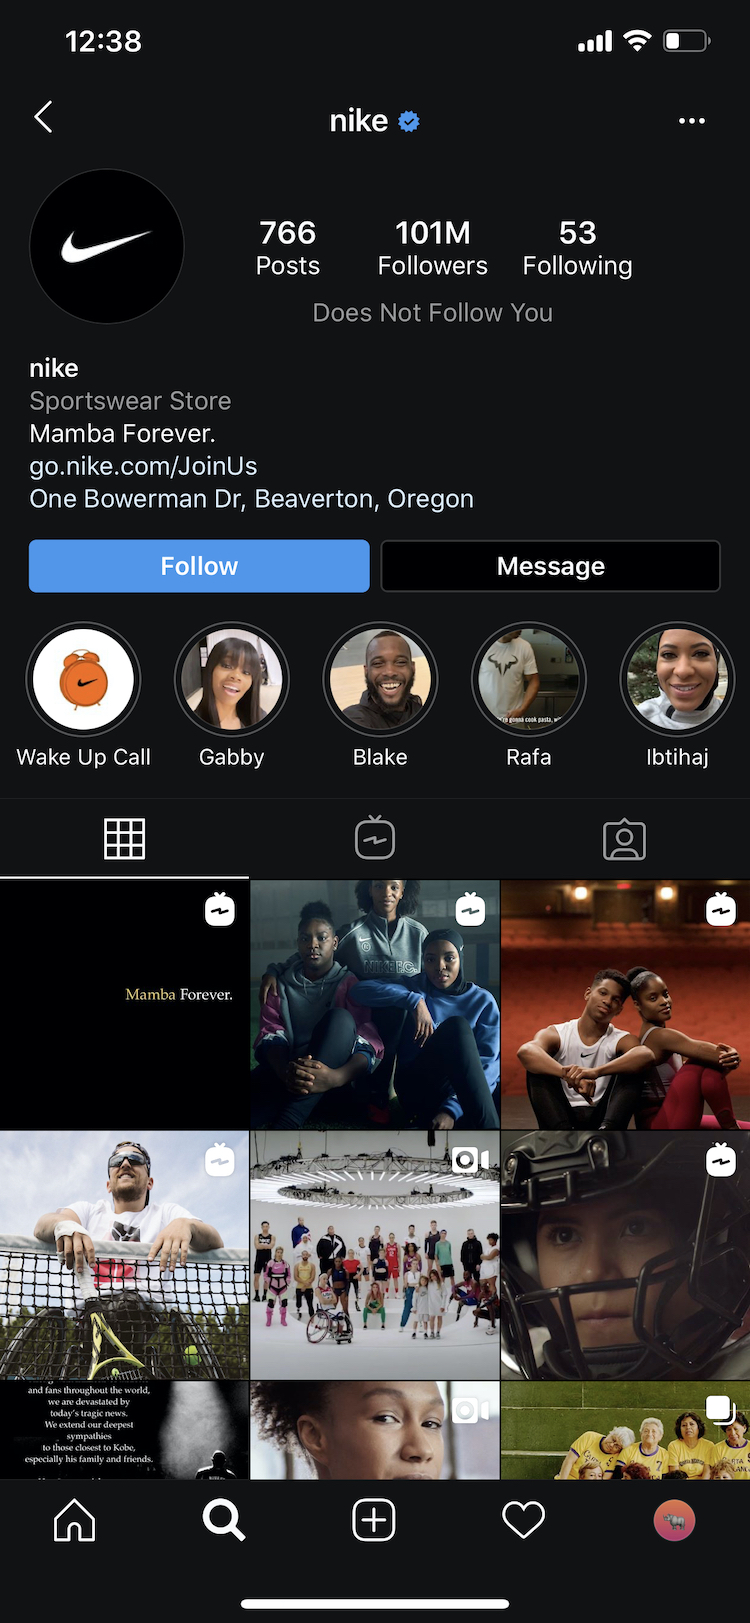 12:38
nike
766
101M
53
Posts
Followers
Following
Does Not Follow You
nike
Sportswear Store
Mamba Forever.
go.nike.com/JoinUs
One Bowerman Dr, Beaverton, Oregon
Follow
Message
Wake Up Call
Gabby
Blake
Rafa
Ibtihaj
Mamba Forever.
NIKE F.C.
and fans throughout the world,
we are devastated by
today's tragic news.
We extend our deepest
sympathies
to those closest to Kobe,
especially his family and friends.